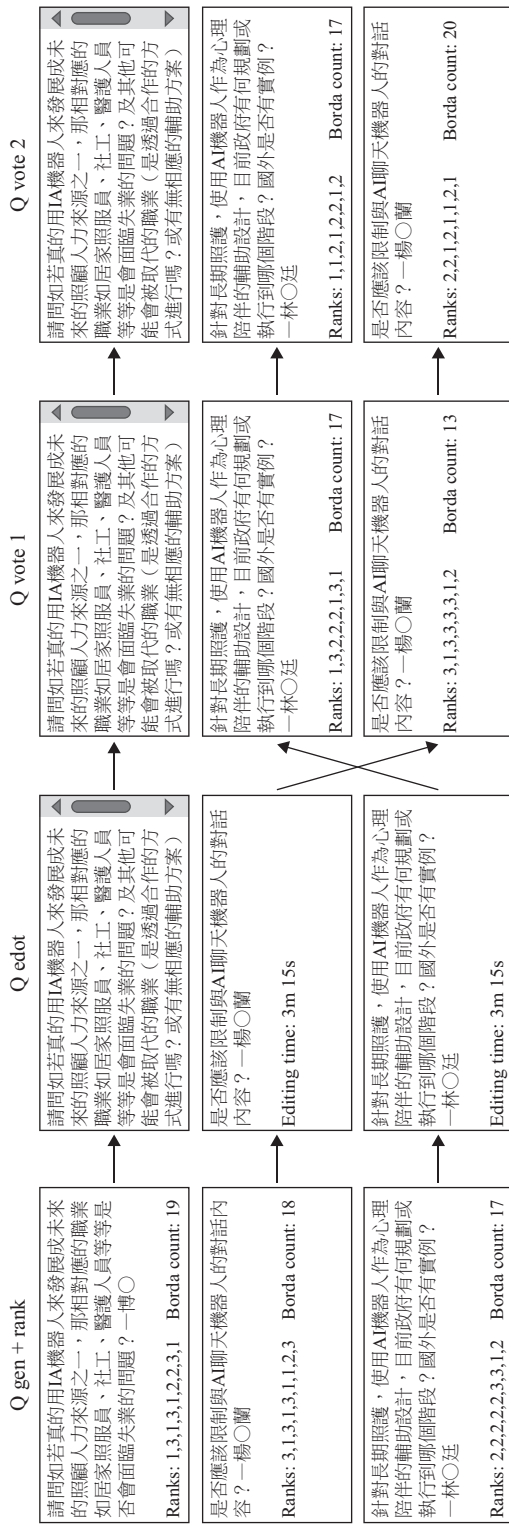 Q gen + rank
請問如若真的用IA機器人來發展成未來
的照顧人力來源之一，那相對應的職業
如居家照服員、社工、醫護人員等等是
否會面臨失業的問題？—博〇
Ranks: 1,3,1,3,1,2,2,3,1 Borda count: 19
是否應該限制與AI聊天機器人的對話內
容？—楊〇蘭
Ranks: 3,1,3,1,3,1,1,2,3 Borda count: 18
針對長期照護，使用AI機器人作為心理
陪伴的輔助設計，目前政府有何規劃或
執行到哪個階段？國外是否有實例？
—林〇廷
Ranks: 2,2,2,2,2,3,3,1,2 Borda count: 17
Q edot
請問如若真的用IA機器人來發展成未
來的照顧人力來源之一，那相對應的
職業如居家照服員、社工、醫護人員
等等是會面臨失業的問題？及其他可
能會被取代的職業（是透過合作的方
式進行嗎？或有無相應的輔助方案）
是否應該限制與AI聊天機器人的對話
內容？—楊〇蘭
Editing time: 3m 15s
針對長期照護，使用AI機器人作為心理
陪伴的輔助設計，目前政府有何規劃或
執行到哪個階段？國外是否有實例？
—林〇廷
Editing time: 3m 15s
Q vote 1
請問如若真的用IA機器人來發展成未
來的照顧人力來源之一，那相對應的
職業如居家照服員、社工、醫護人員
等等是會面臨失業的問題？及其他可
能會被取代的職業（是透過合作的方
式進行嗎？或有無相應的輔助方案）
針對長期照護，使用AI機器人作為心理
陪伴的輔助設計，目前政府有何規劃或
執行到哪個階段？國外是否有實例？
—林〇廷
Ranks: 1,3,2,2,2,1,3,1 Borda count: 17
是否應該限制與AI聊天機器人的對話
內容？—楊〇蘭
Ranks: 3,1,3,3,3,3,1,2 Borda count: 13
Q vote 2
請問如若真的用IA機器人來發展成未
來的照顧人力來源之一，那相對應的
職業如居家照服員、社工、醫護人員
等等是會面臨失業的問題？及其他可
能會被取代的職業（是透過合作的方
式進行嗎？或有無相應的輔助方案）
針對長期照護，使用AI機器人作為心理
陪伴的輔助設計，目前政府有何規劃或
執行到哪個階段？國外是否有實例？
—林〇廷
Ranks: 1,1,2,1,2,2,1,2 Borda count: 17
是否應該限制與AI聊天機器人的對話
內容？—楊〇蘭
Ranks: 2,2,1,2,1,1,2,1 Borda count: 20